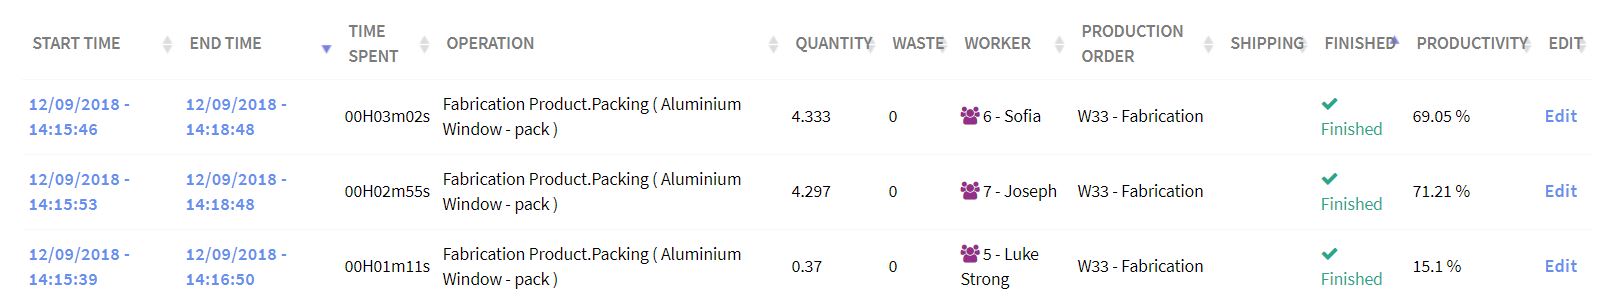 START TIME END TIME TIME SPENT OPERATION QUANTITY WASTE WORKER PRODUCTION ORDER SHIPPING FINISHED PRODUCTIVITY EDIT
12/09/2018 - 14:15:46 12/09/2018 - 14:18:48 00H03m02s Fabrication Product.Packing ( Aluminium Window - pack ) 4.333 0 6 - Sofia W33 - Fabrication Finished 69.05 % Edit
12/09/2018 - 14:15:53 12/09/2018 - 14:18:48 00H02m55s Fabrication Product.Packing ( Aluminium Window - pack ) 4.297 0 7 - Joseph W33 - Fabrication Finished 71.21 % Edit
12/09/2018 - 14:15:39 12/09/2018 - 14:16:50 00H01m11s Fabrication Product.Packing ( Aluminium Window - pack ) 0.37 0 5 - Luke Strong W33 - Fabrication Finished 15.1 % Edit